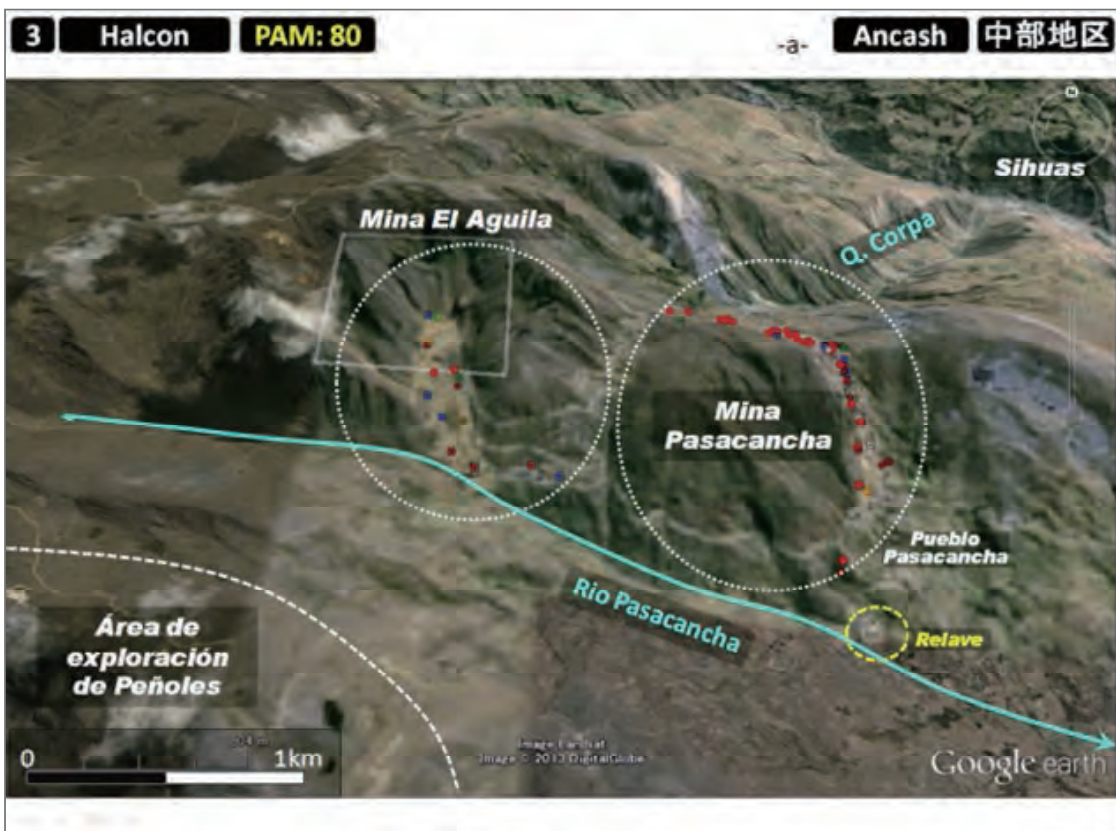 3 Halcon PAM: 80 -a- Ancash 中部地区
Sihuas
Mina El Aguila
Q. Corpa
Mina
Pasacancha
Pueblo
Pasacancha
Rio Pasacancha
Relave
Área de
exploración
de Peñoles
0 1km
Image Landsat
Image © 2013 DigitalGlobe
Google earth